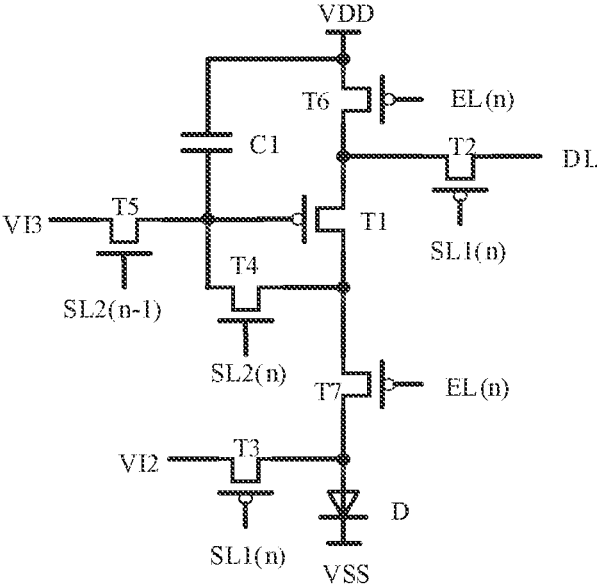 VDD
T6
EL(n)
C1
T2
DL
T5
VI3
T1
SL1(n)
T4
SL2(n-1)
SL2(n)
T7
EL(n)
T3
VI2
D
SL1(n)
VSS